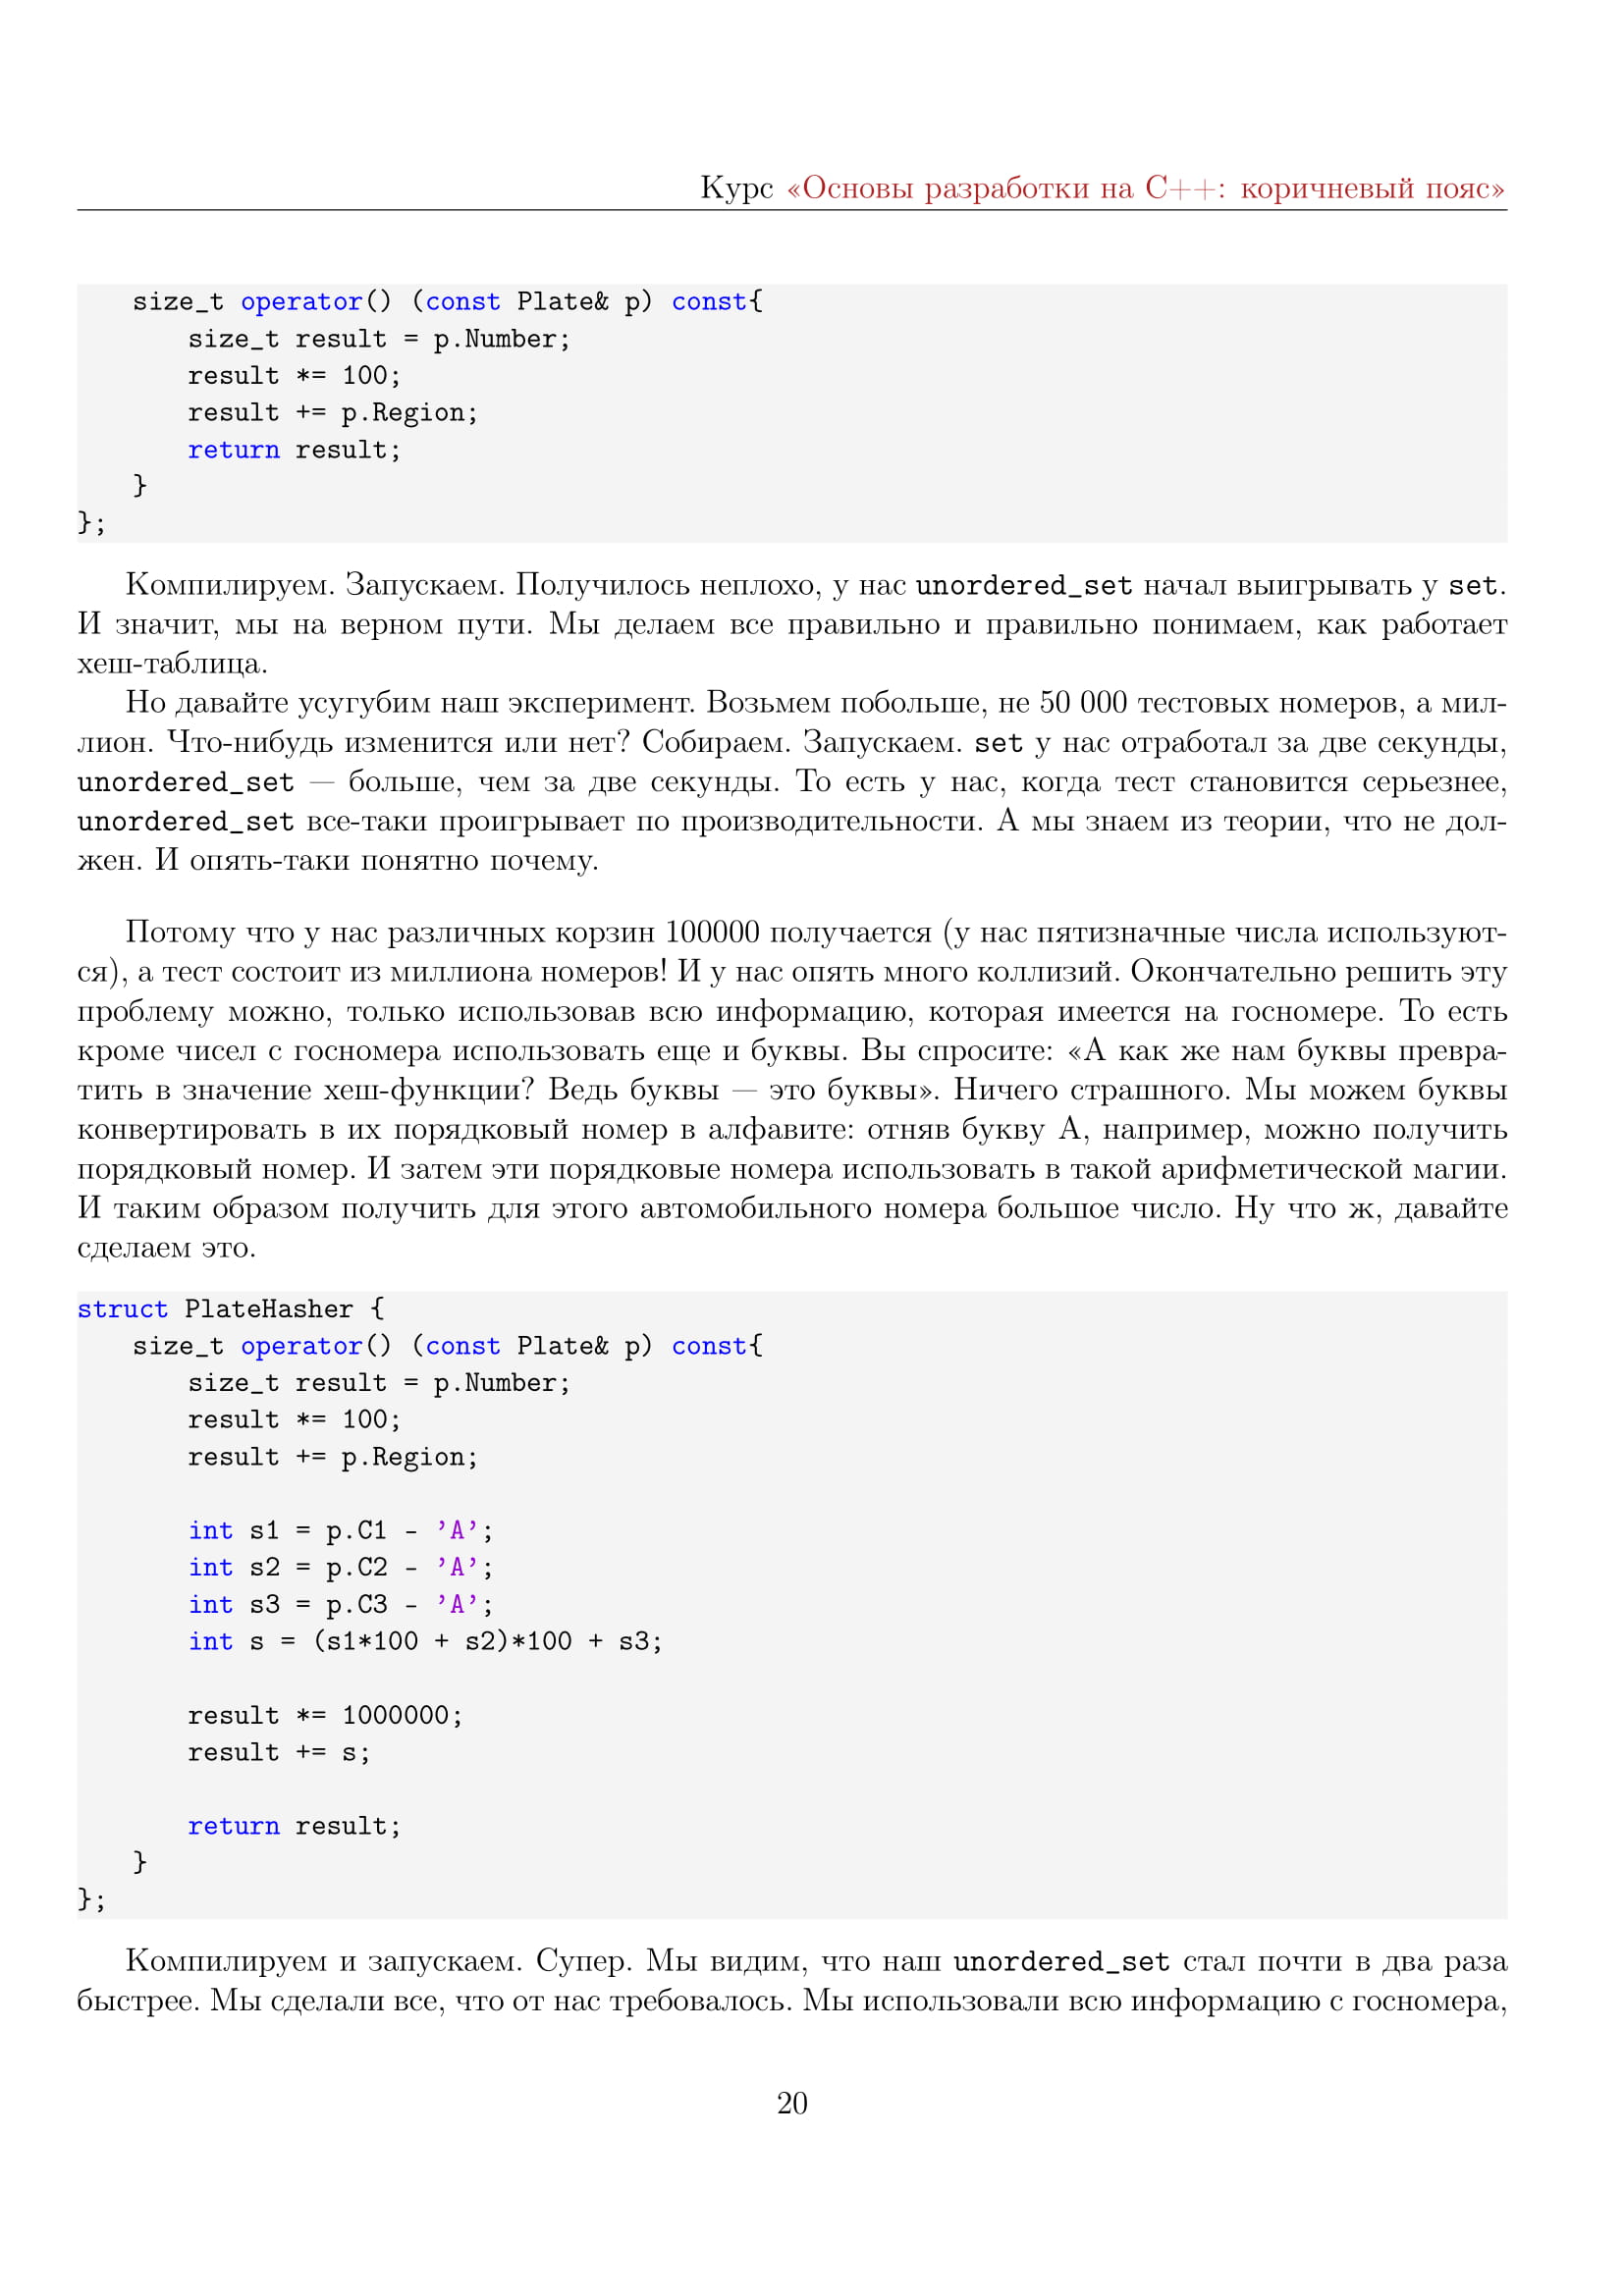 Курс «Основы разработки на C++: коричневый пояс»
size_t operator() (const Plate& p) const{
size_t result = p.Number;
result *= 100;
result += p.Region;
return result;
}
};
Компилируем. Запускаем. Получилось неплохо, у нас unordered_set начал выигрывать у set.
И значит, мы на верном пути. Мы делаем все правильно и правильно понимаем, как работает
хеш-таблица.
Но давайте усугубим наш эксперимент. Возьмем побольше, не 50 000 тестовых номеров, а мил-
лион. Что-нибудь изменится или нет? Собираем. Запускаем. set у нас отработал за две секунды,
unordered_set — больше, чем за две секунды. То есть у нас, когда тест становится серьезнее,
unordered_set все-таки проигрывает по производительности. А мы знаем из теории, что не дол-
жен. И опять-таки понятно почему.
Потому что у нас различных корзин 100000 получается (у нас пятизначные числа используют-
ся), а тест состоит из миллиона номеров! И у нас опять много коллизий. Окончательно решить эту
проблему можно, только использовав всю информацию, которая имеется на госномере. То есть
кроме чисел с госномера использовать еще и буквы. Вы спросите: «А как же нам буквы превра-
тить в значение хеш-функции? Ведь буквы — это буквы». Ничего страшного. Мы можем буквы
конвертировать в их порядковый номер в алфавите: отняв букву A, например, можно получить
порядковый номер. И затем эти порядковые номера использовать в такой арифметической магии.
И таким образом получить для этого автомобильного номера большое число. Ну что ж, давайте
сделаем это.
struct PlateHasher {
size_t operator() (const Plate& p) const{
size_t result = p.Number;
result *= 100;
result += p.Region;
int s1 = p.C1 - ’A’;
int s2 = p.C2 - ’A’;
int s3 = p.C3 - ’A’;
int s = (s1*100 + s2)*100 + s3;
result *= 1000000;
result += s;
return result;
}
};
Компилируем и запускаем. Супер. Мы видим, что наш unordered_set стал почти в два раза
быстрее. Мы сделали все, что от нас требовалось. Мы использовали всю информацию с госномера,
20